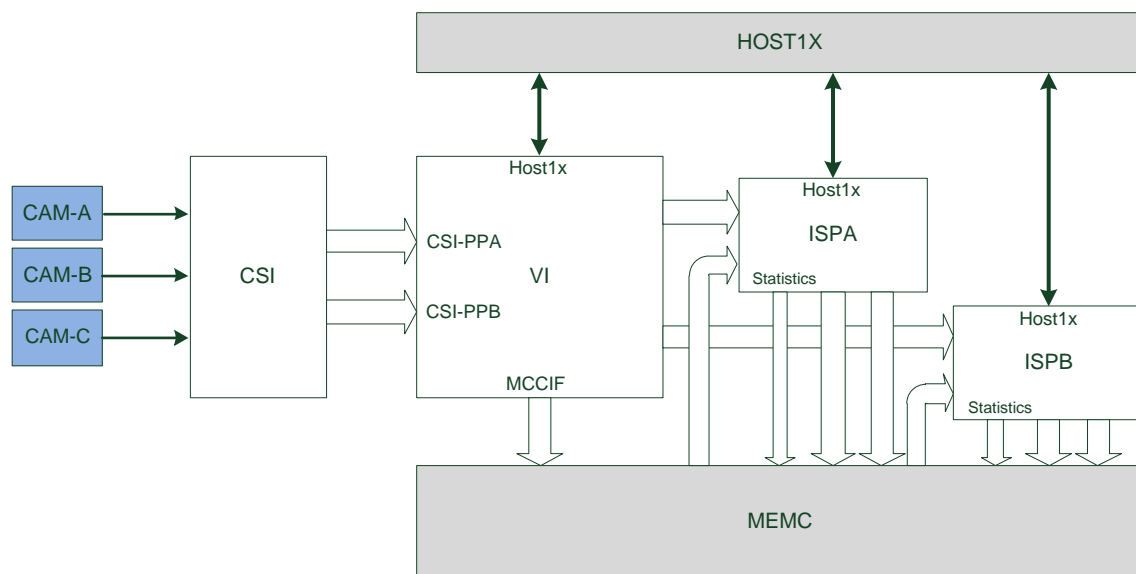 HOST1X
Host1x
CAM-A
CAM-B
CAM-C
CSI
CSI-PPA
VI
CSI-PPB
MCCIF
Host1x
ISPA
Statistics
Host1x
ISPB
Statistics
MEMC